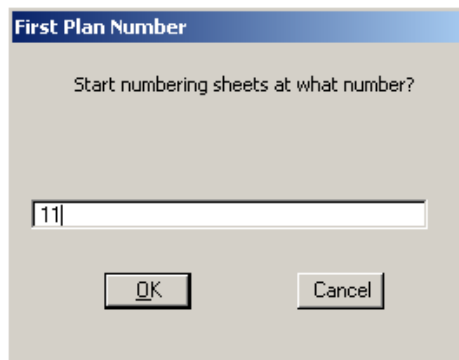 First Plan Number
Start numbering sheets at what number?
11
OK
Cancel